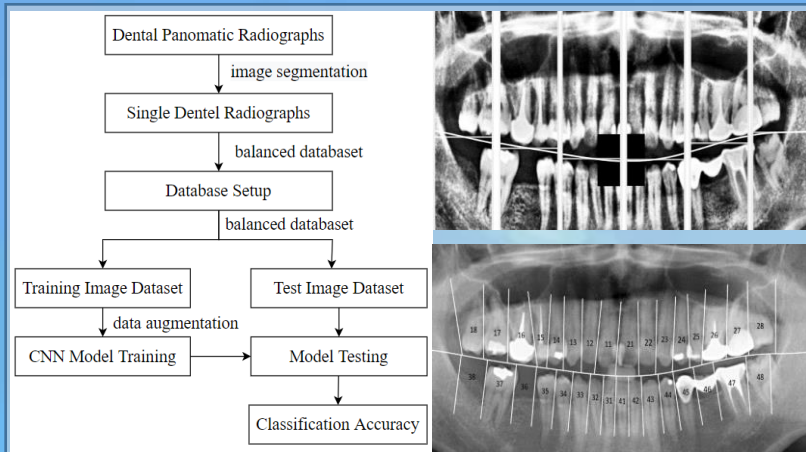 Dental Panomatic Radiographs
image segmentation
Single Dentel Radiographs
balanced databaset
Database Setup
balanced databaset
Training Image Dataset
Test Image Dataset
data augmentation
CNN Model Training
Model Testing
Classification Accuracy
18 17 16 15 14 13 12 11 21 22 23 24 25 26 27 28
38 37 36 35 34 33 32 31 41 42 43 44 45 46 47 48